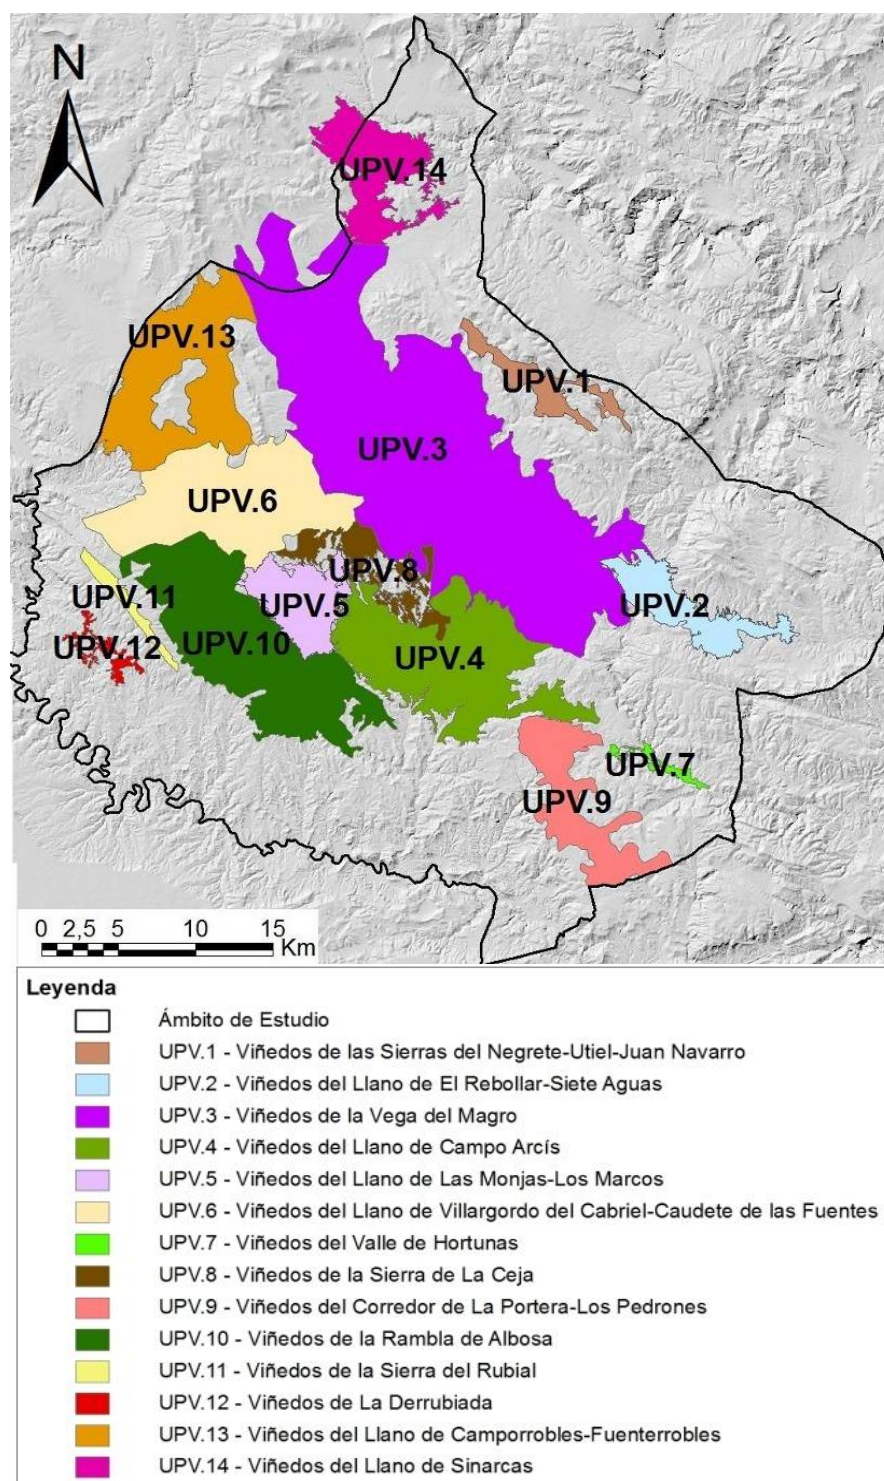 N
UPV.14
UPV.13
UPV.1
UPV.3
UPV.6
UPV.8
UPV.11
UPV.5
UPV.2
UPV.10
UPV.12
UPV.4
UPV.7
UPV.9
0 2,5 5 10 15
Km
Leyenda
Ámbito de Estudio
UPV.1 - Viñedos de las Sierras del Negrete-Utiel-Juan Navarro
UPV.2 - Viñedos del Llano de El Rebollar-Siete Aguas
UPV.3 - Viñedos de la Vega del Magro
UPV.4 - Viñedos del Llano de Campo Arcís
UPV.5 - Viñedos del Llano de Las Monjas-Los Marcos
UPV.6 - Viñedos del Llano de Villargordo del Cabriel-Caudete de las Fuentes
UPV.7 - Viñedos del Valle de Hortunas
UPV.8 - Viñedos de la Sierra de La Ceja
UPV.9 - Viñedos del Corredor de La Portera-Los Pedrones
UPV.10 - Viñedos de la Rambla de Albosa
UPV.11 - Viñedos de la Sierra del Rubial
UPV.12 - Viñedos de La Derrubiada
UPV.13 - Viñedos del Llano de Camporrobles-Fuenterrobles
UPV.14 - Viñedos del Llano de Sinarcas